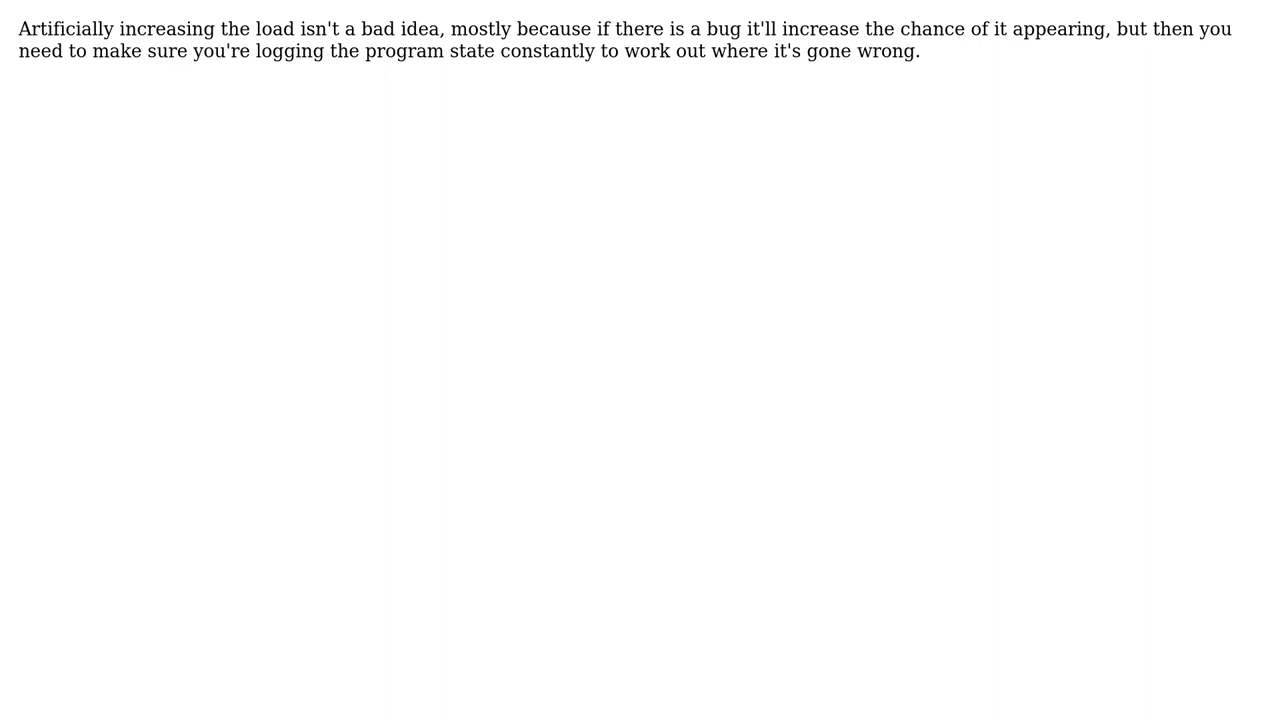 Artificially increasing the load isn't a bad idea, mostly because if there is a bug it'll increase the chance of it appearing, but then you
need to make sure you're logging the program state constantly to work out where it's gone wrong.